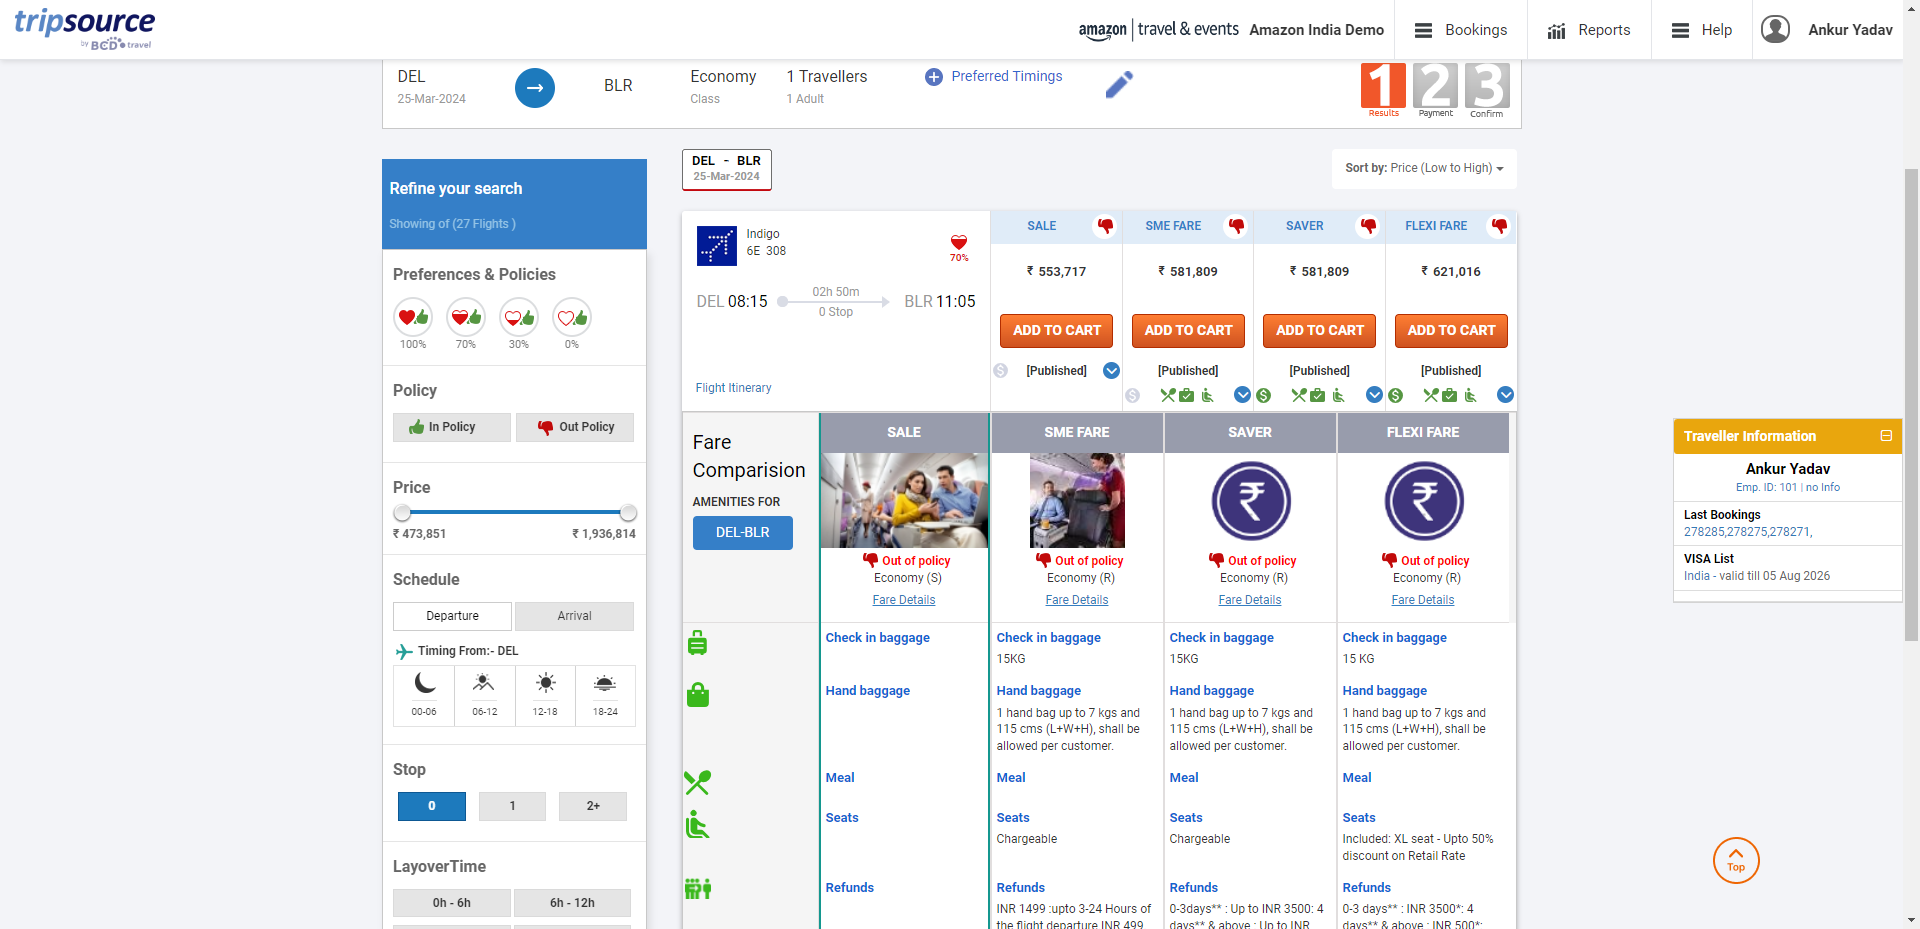 tripsource
by BCD travel
amazon | travel & events Amazon India Demo
Bookings
Reports
Help
Ankur Yadav
DEL
25-Mar-2024
BLR
Economy
Class
1 Travellers
1 Adult
Preferred Timings
1 2 3
Results Payment Confirm
Refine your search
Showing of (27 Flights )
Preferences & Policies
100% 70% 30% 0%
Policy
In Policy Out Policy
Price
₹ 473,851 ₹ 1,936,814
Schedule
Departure Arrival
Timing From:- DEL
00-06 06-12 12-18 18-24
Stop
0 1 2+
LayoverTime
0h - 6h 6h - 12h
DEL - BLR
25-Mar-2024
Sort by: Price (Low to High)
Indigo
6E 308
70%
DEL 08:15 02h 50m BLR 11:05
0 Stop
Flight Itinerary
SALE SME FARE SAVER FLEXI FARE
₹ 553,717 ₹ 581,809 ₹ 581,809 ₹ 621,016
ADD TO CART ADD TO CART ADD TO CART ADD TO CART
[Published] [Published] [Published] [Published]
Fare
Comparision
AMENITIES FOR
DEL-BLR
SALE SME FARE SAVER FLEXI FARE
Out of policy Out of policy Out of policy Out of policy
Economy (S) Economy (R) Economy (R) Economy (R)
Fare Details Fare Details Fare Details Fare Details
Check in baggage Check in baggage Check in baggage Check in baggage
15KG 15KG 15 KG
Hand baggage Hand baggage Hand baggage Hand baggage
1 hand bag up to 7 kgs and 1 hand bag up to 7 kgs and 1 hand bag up to 7 kgs and
115 cms (L+W+H), shall be 115 cms (L+W+H), shall be 115 cms (L+W+H), shall be
allowed per customer. allowed per customer. allowed per customer.
Meal Meal Meal Meal
Seats Seats Seats Seats
Chargeable Chargeable Included: XL seat - Upto 50%
discount on Retail Rate
Refunds Refunds Refunds Refunds
INR 1499 :upto 3-24 Hours of 0-3days** : Up to INR 3500: 4 0-3 days** : INR 3500*: 4
the flight departure INR 499 days** & above : Up to INR days** & above : INR 500*:
Traveller Information
Ankur Yadav
Emp. ID: 101 | no Info
Last Bookings
278285,278275,278271,
VISA List
India - valid till 05 Aug 2026
Top